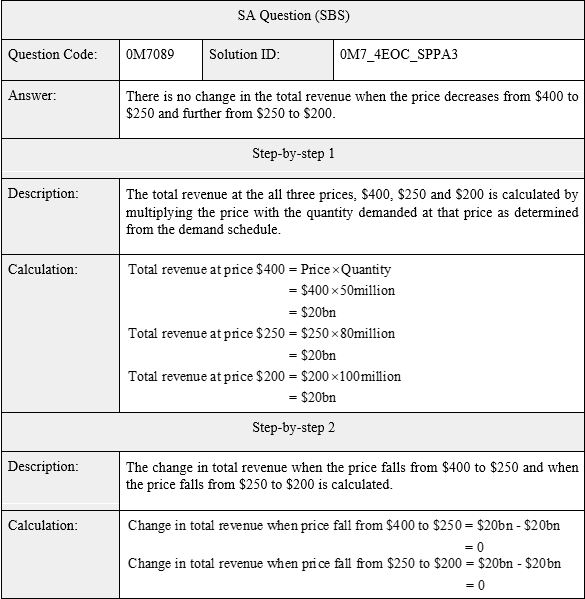 SA Question (SBS)
Question Code: 0M7089 Solution ID: 0M7_4EOC_SPPA3
Answer: There is no change in the total revenue when the price decreases from $400 to
$250 and further from $250 to $200.
Step-by-step 1
Description: The total revenue at the all three prices, $400, $250 and $200 is calculated by
multiplying the price with the quantity demanded at that price as determined
from the demand schedule.
Calculation: Total revenue at price $400 = Price×Quantity
= $400×50million
= $20bn
Total revenue at price $250 = $250×80million
= $20bn
Total revenue at price $200 = $200×100million
= $20bn
Step-by-step 2
Description: The change in total revenue when the price falls from $400 to $250 and when
the price falls from $250 to $200 is calculated.
Calculation: Change in total revenue when price fall from $400 to $250 = $20bn - $20bn
= 0
Change in total revenue when price fall from $250 to $200 = $20bn - $20bn
= 0